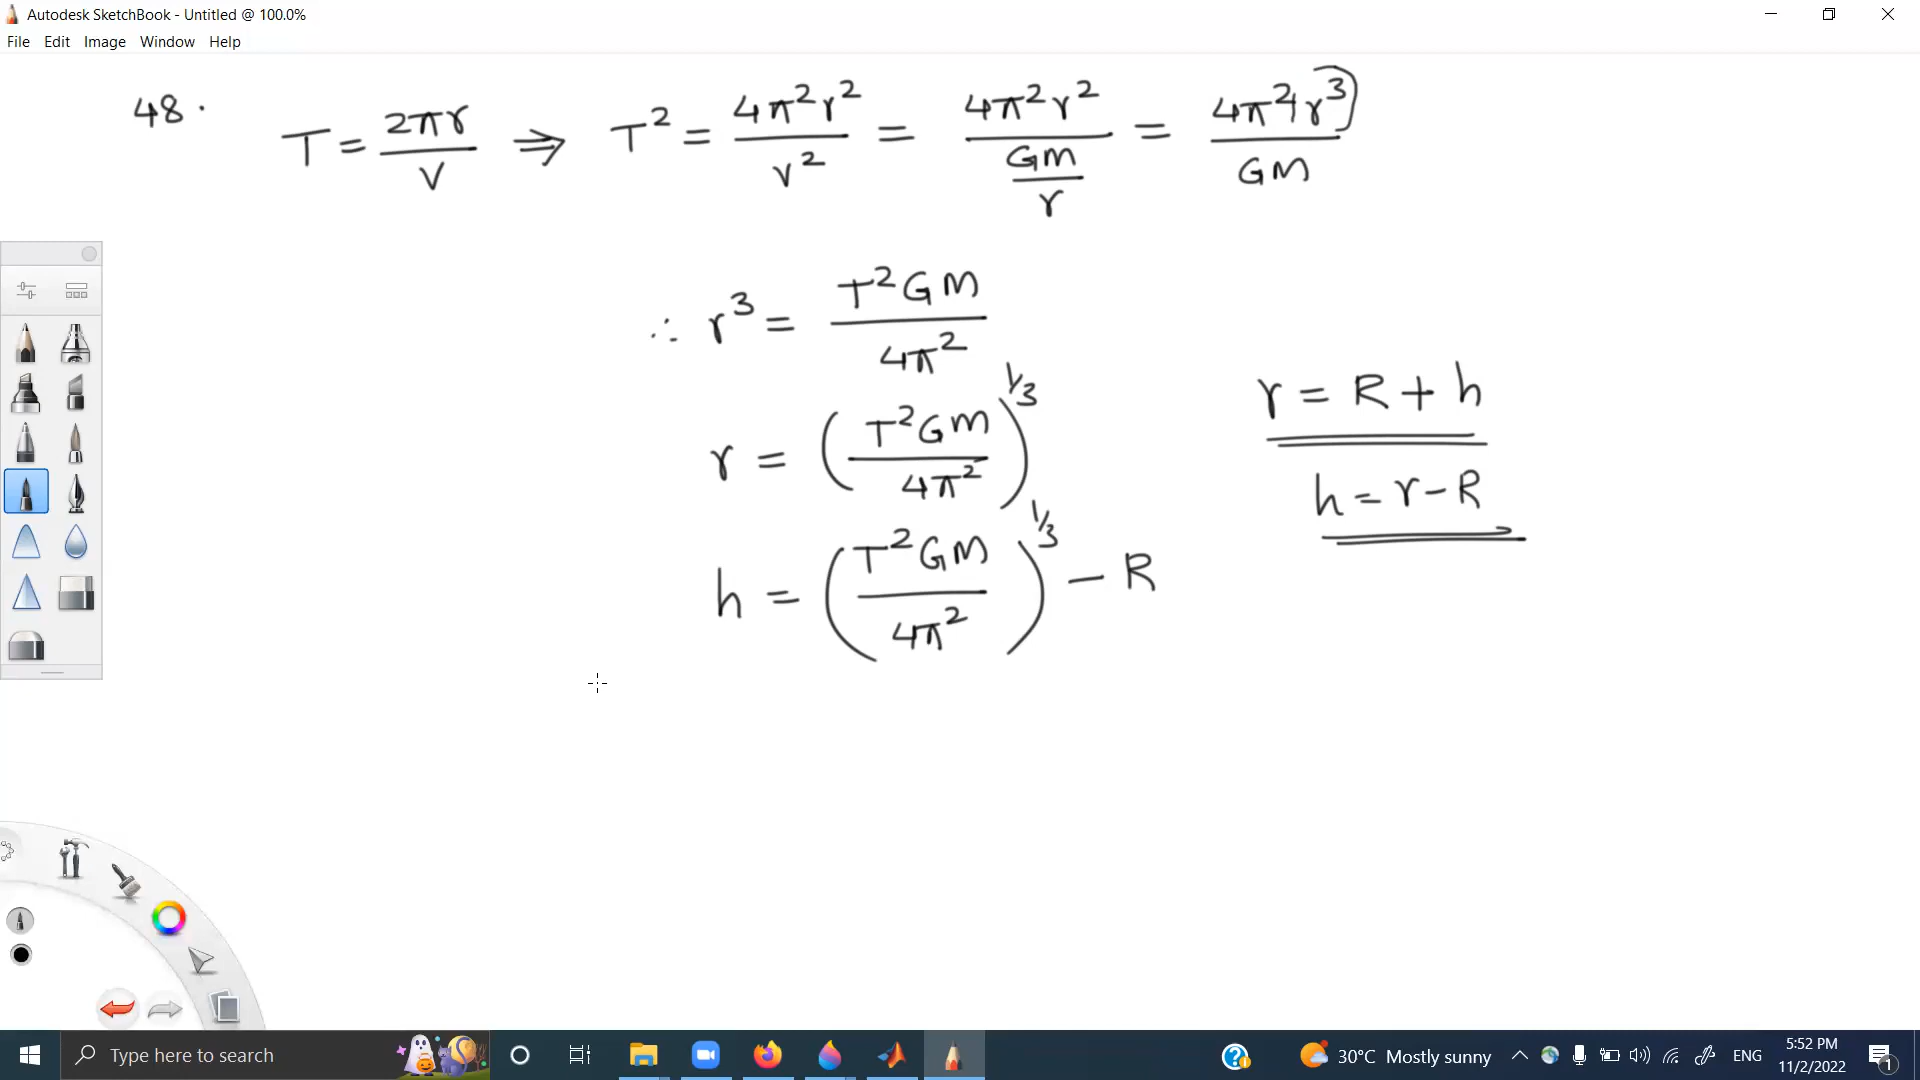 Autodesk SketchBook - Untitled @ 100.0%
File Edit Image Window Help
48. T = 2πr/v ⇒ T² = 4π²r²/v² = 4π²r²/(GM/r) = 4π²r³/GM
∴ r³ = T²GM/4π²
r = (T²GM/4π²)^1/3
r = R + h
h = r - R
h = (T²GM/4π²)^1/3 - R
Type here to search
30°C Mostly sunny
ENG
5:52 PM
11/2/2022
1